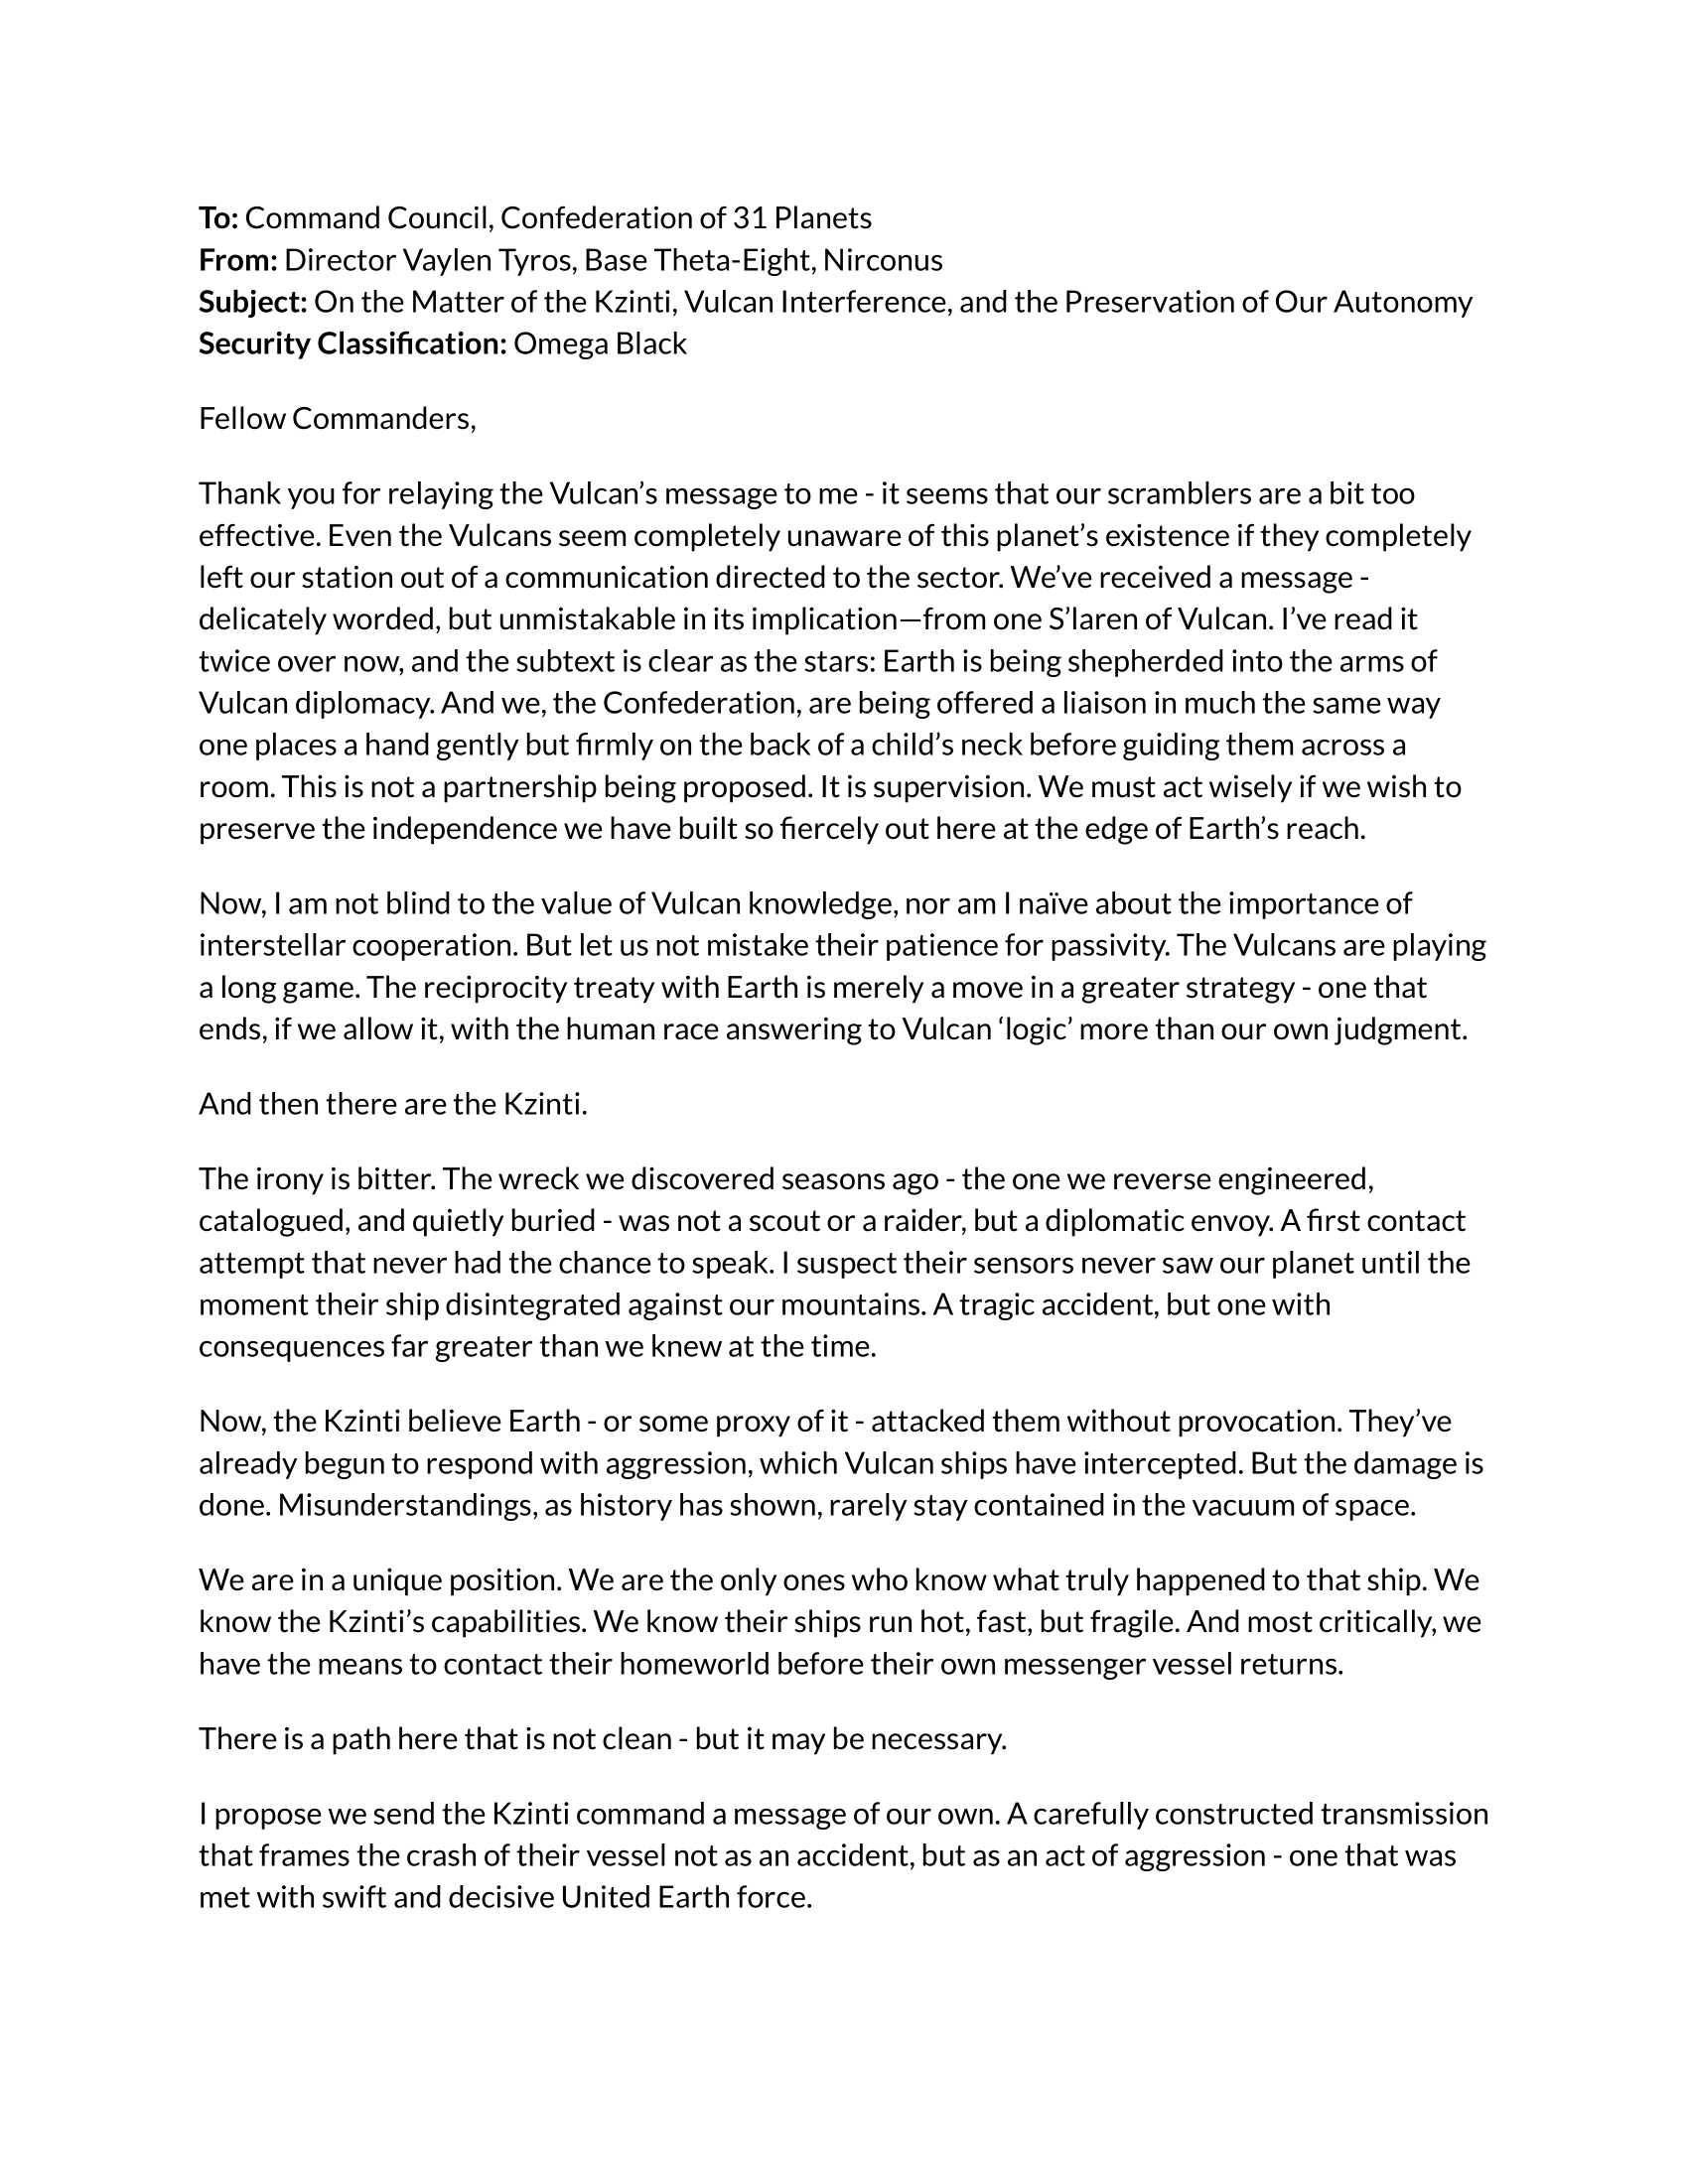 To: Command Council, Confederation of 31 Planets
From: Director Vaylen Tyros, Base Theta-Eight, Nirconus
Subject: On the Matter of the Kzinti, Vulcan Interference, and the Preservation of Our Autonomy
Security Classification: Omega Black
Fellow Commanders,
Thank you for relaying the Vulcan’s message to me - it seems that our scramblers are a bit too
effective. Even the Vulcans seem completely unaware of this planet’s existence if they completely
left our station out of a communication directed to the sector. We’ve received a message -
delicately worded, but unmistakable in its implication—from one S’laren of Vulcan. I’ve read it
twice over now, and the subtext is clear as the stars: Earth is being shepherded into the arms of
Vulcan diplomacy. And we, the Confederation, are being offered a liaison in much the same way
one places a hand gently but firmly on the back of a child’s neck before guiding them across a
room. This is not a partnership being proposed. It is supervision. We must act wisely if we wish to
preserve the independence we have built so fiercely out here at the edge of Earth’s reach.
Now, I am not blind to the value of Vulcan knowledge, nor am I naïve about the importance of
interstellar cooperation. But let us not mistake their patience for passivity. The Vulcans are playing
a long game. The reciprocity treaty with Earth is merely a move in a greater strategy - one that
ends, if we allow it, with the human race answering to Vulcan ‘logic’ more than our own judgment.
And then there are the Kzinti.
The irony is bitter. The wreck we discovered seasons ago - the one we reverse engineered,
catalogued, and quietly buried - was not a scout or a raider, but a diplomatic envoy. A first contact
attempt that never had the chance to speak. I suspect their sensors never saw our planet until the
moment their ship disintegrated against our mountains. A tragic accident, but one with
consequences far greater than we knew at the time.
Now, the Kzinti believe Earth - or some proxy of it - attacked them without provocation. They’ve
already begun to respond with aggression, which Vulcan ships have intercepted. But the damage is
done. Misunderstandings, as history has shown, rarely stay contained in the vacuum of space.
We are in a unique position. We are the only ones who know what truly happened to that ship. We
know the Kzinti’s capabilities. We know their ships run hot, fast, but fragile. And most critically, we
have the means to contact their homeworld before their own messenger vessel returns.
There is a path here that is not clean - but it may be necessary.
I propose we send the Kzinti command a message of our own. A carefully constructed transmission
that frames the crash of their vessel not as an accident, but as an act of aggression - one that was
met with swift and decisive United Earth force.